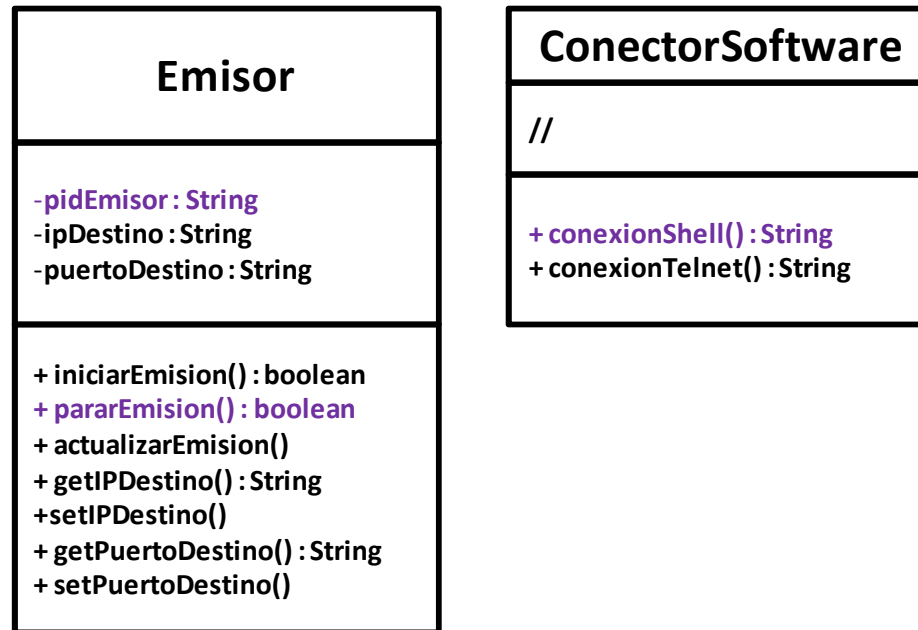 Emisor
-pidEmisor : String
-ipDestino : String
-puertoDestino : String
+ iniciarEmision() : boolean
+ pararEmision() : boolean
+ actualizarEmision()
+ getIPDestino() : String
+setIPDestino()
+ getPuertoDestino() : String
+ setPuertoDestino()
ConectorSoftware
//
+ conexionShell() : String
+ conexionTelnet() : String